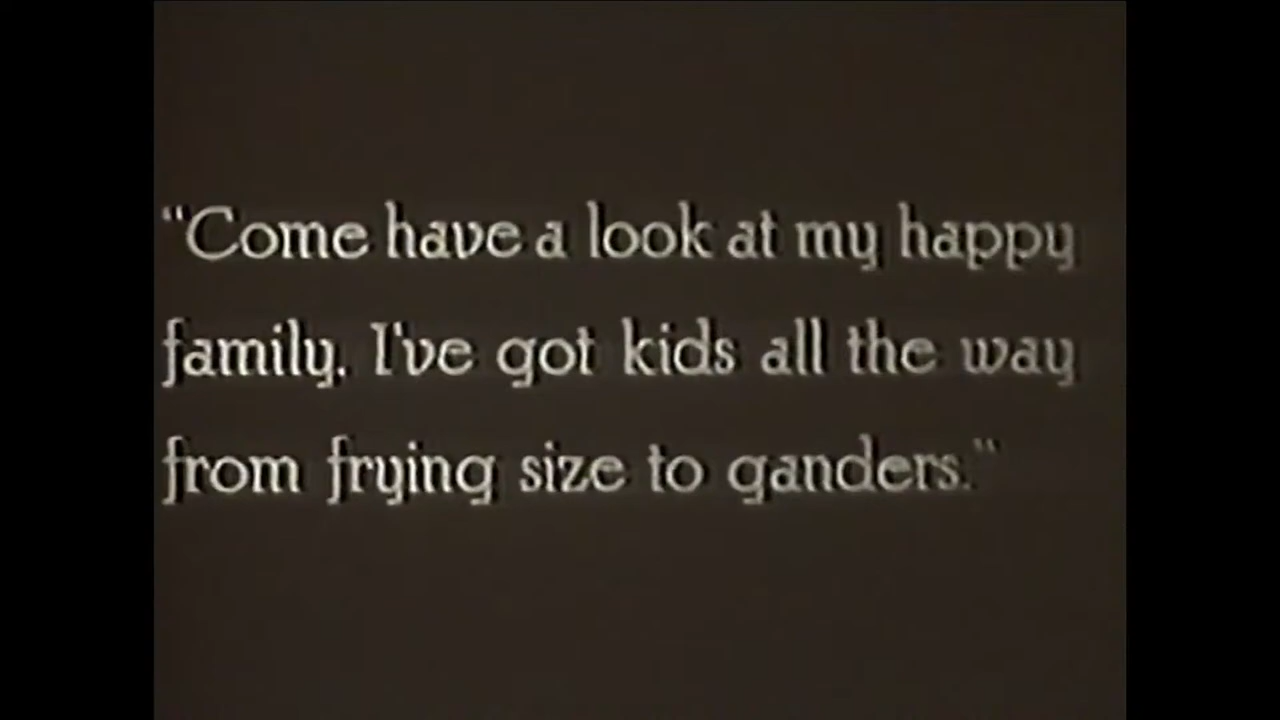 "Come have a look at my happy
family. I've got kids all the way
from frying size to ganders."